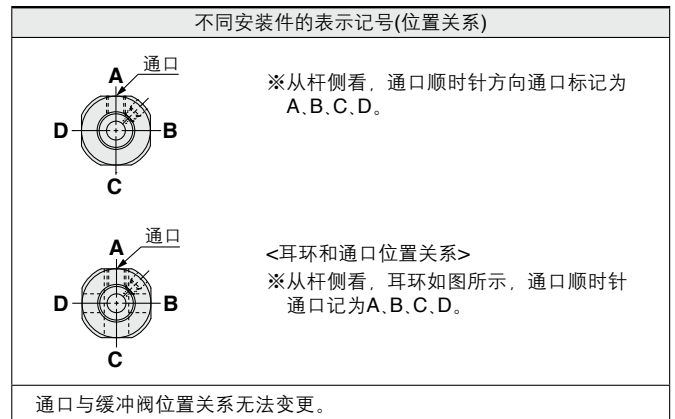 不同安装件的表示记号(位置关系)
通口
A
D
B
C
※从杆侧看，通口顺时针方向通口标记为
A、B、C、D。
通口
A
D
B
C
<耳环和通口位置关系>
※从杆侧看，耳环如图所示，通口顺时针
通口记为A、B、C、D。
通口与缓冲阀位置关系无法变更。